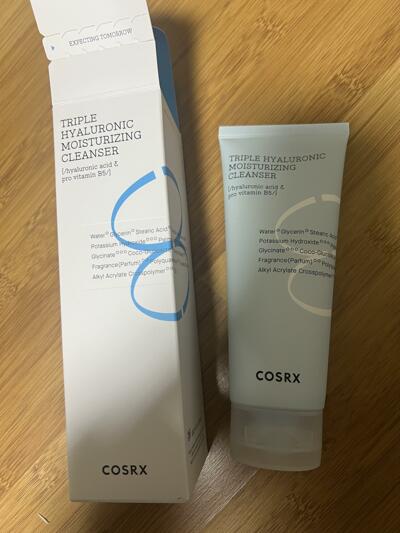 EXPECTING TOMORROW
TRIPLE
HYALURONIC
MOISTURIZING
CLEANSER
[/hyaluronic acid &
pro vitamin B5/]
Water Glycerin Stearic Acid
Potassium Hydroxide
Glycinate Coco-
Fragrance(Parfum)
Alkyl Acrylate Crosspolymer
COSRX
TRIPLE HYALURONIC
MOISTURIZING
CLEANSER
[/hyaluronic acid &
pro vitamin B5/]
Water Glycerin Stearic Acid
Potassium Hydroxide
Glycinate Coco-
Fragrance(Parfum)
Alkyl Acrylate Crosspolymer
COSRX